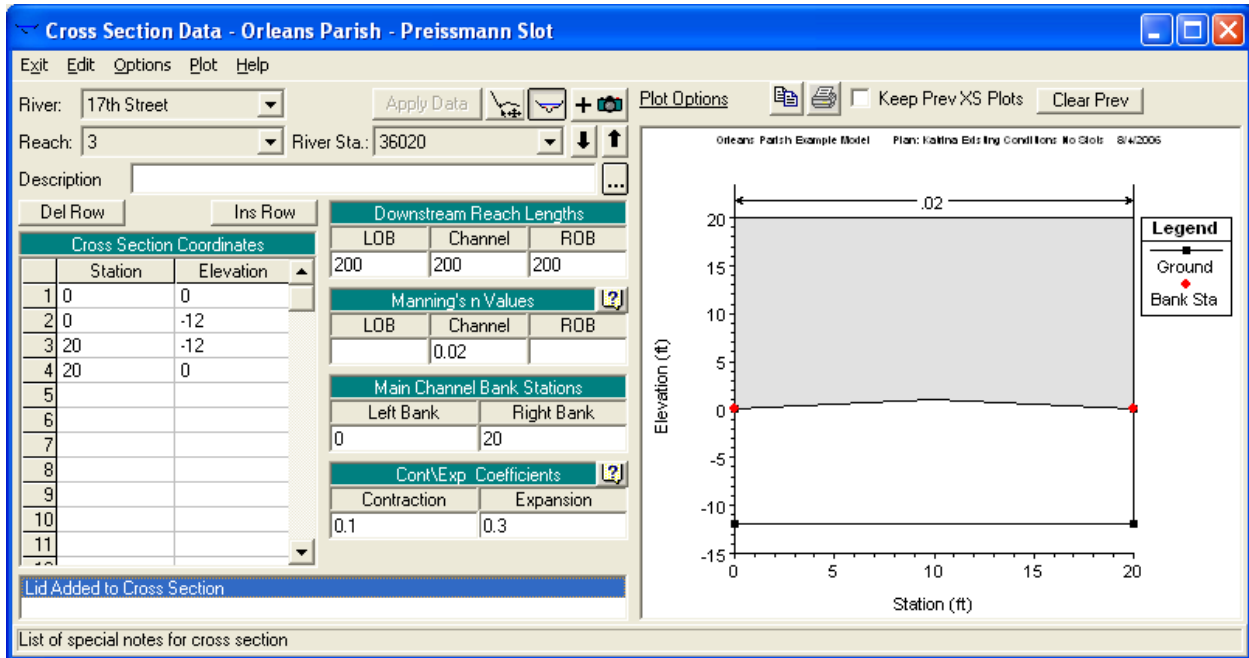 Cross Section Data - Orleans Parish - Preissmann Slot
Exit Edit Options Plot Help
River: 17th Street
Apply Data
Reach: 3
River Sta.: 36020
Description
...
Del Row Ins Row
Cross Section Coordinates
Station Elevation
1 0 0
2 0 -12
3 20 -12
4 20 0
5
6
7
8
9
10
11
Downstream Reach Lengths
LOB Channel ROB
200 200 200
Manning's n Values
LOB Channel ROB
0.02
Main Channel Bank Stations
Left Bank Right Bank
0 20
Cont\Exp Coefficients
Contraction Expansion
0.1 0.3
Lid Added to Cross Section
List of special notes for cross section
Plot Options Keep Prev XS Plots Clear Prev
Orleans Parish Example Model Plan: Katrina Existing Conditions No Slots 8/4/2006
.02
20
15
10
5
0
-5
-10
-15
Elevation (ft)
0 5 10 15 20
Station (ft)
Legend
Ground
Bank Sta